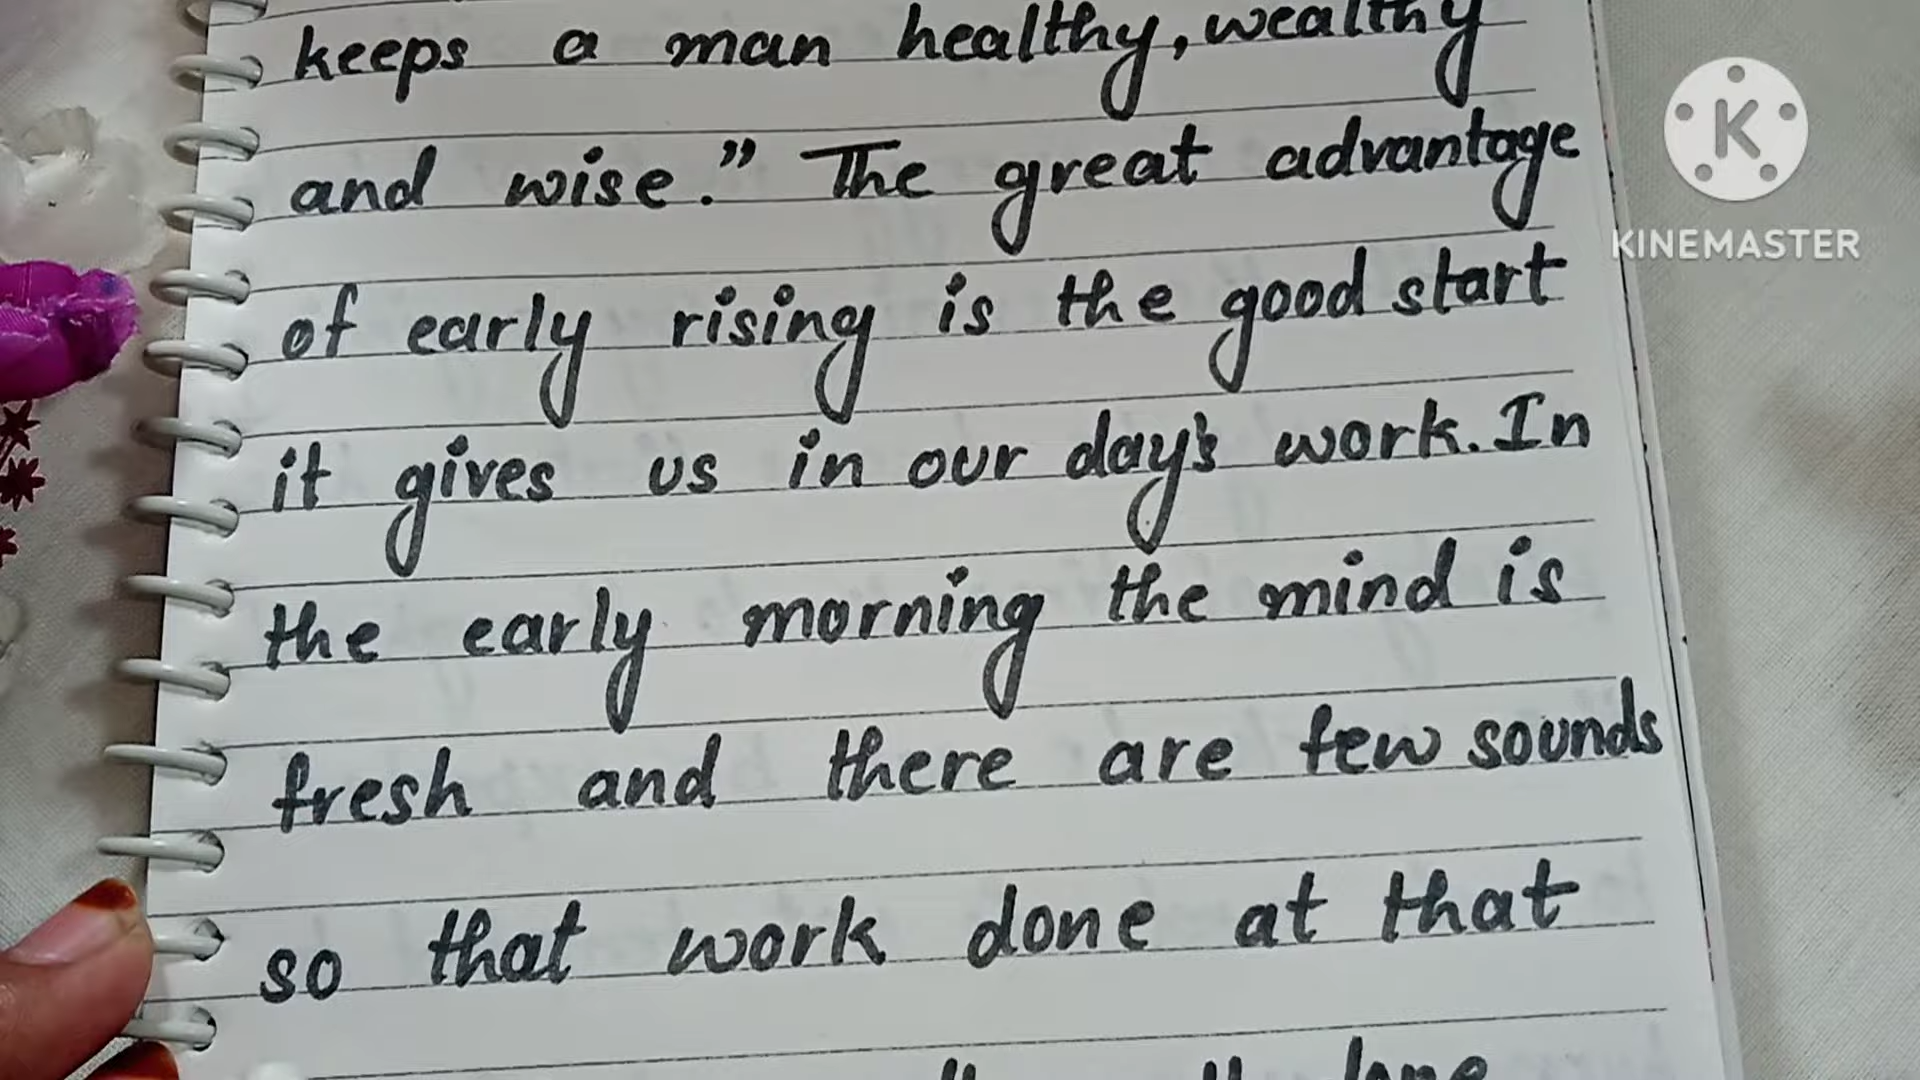 keeps a man healthy, wealthy
and wise.” The great advantage
of early rising is the good start
it gives us in our day's work. In
the early morning the mind is
fresh and there are few sounds
so that work done at that
KINEMASTER